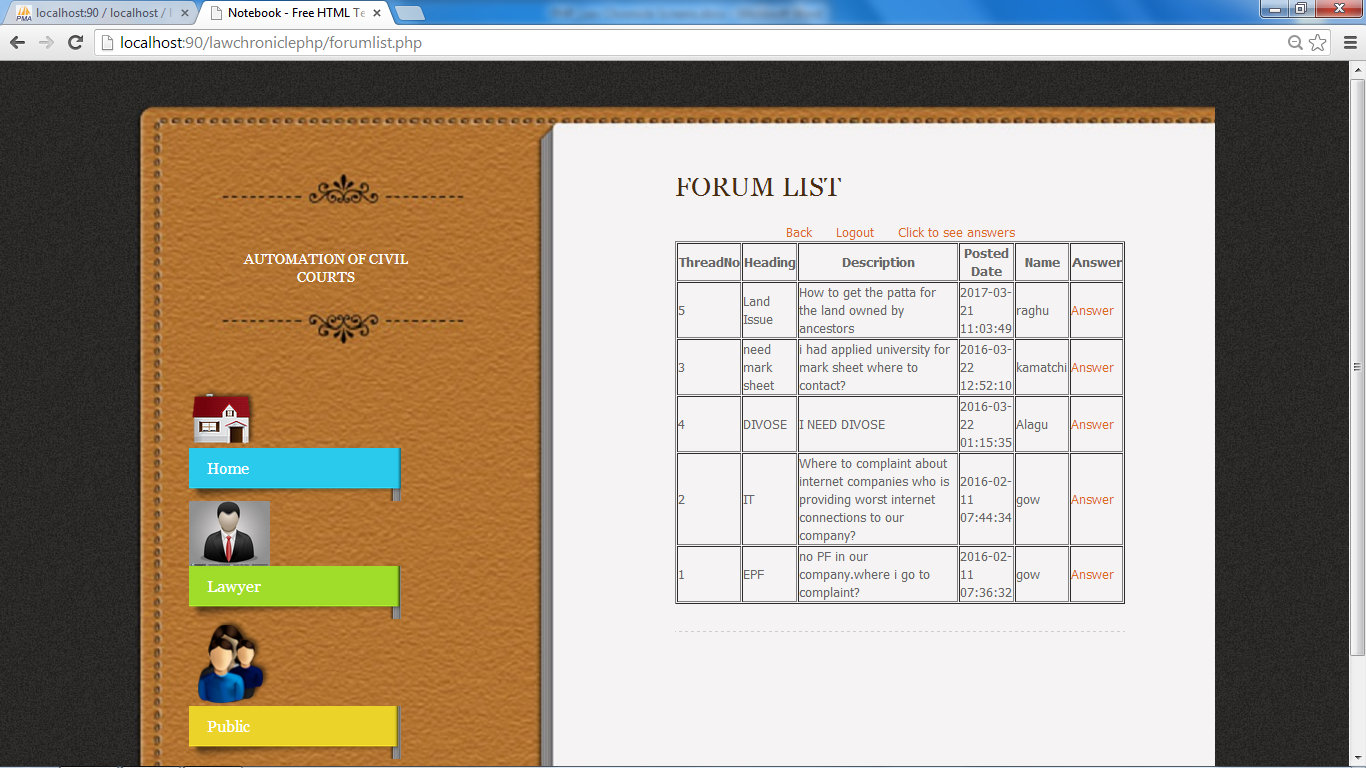 localhost:90 / localhost / l
Notebook - Free HTML Te
localhost:90/lawchroniclephp/forumlist.php
AUTOMATION OF CIVIL
COURTS
Home
Lawyer
Public
FORUM LIST
Back Logout Click to see answers
ThreadNo Heading Description Posted Date Name Answer
5 Land Issue How to get the patta for the land owned by ancestors 2017-03-21 11:03:49 raghu Answer
3 need mark sheet i had applied university for mark sheet where to contact? 2016-03-22 12:52:10 kamatchi Answer
4 DIVOSE I NEED DIVOSE 2016-03-22 01:15:35 Alagu Answer
2 IT Where to complaint about internet companies who is providing worst internet connections to our company? 2016-02-11 07:44:34 gow Answer
1 EPF no PF in our company.where i go to complaint? 2016-02-11 07:36:32 gow Answer